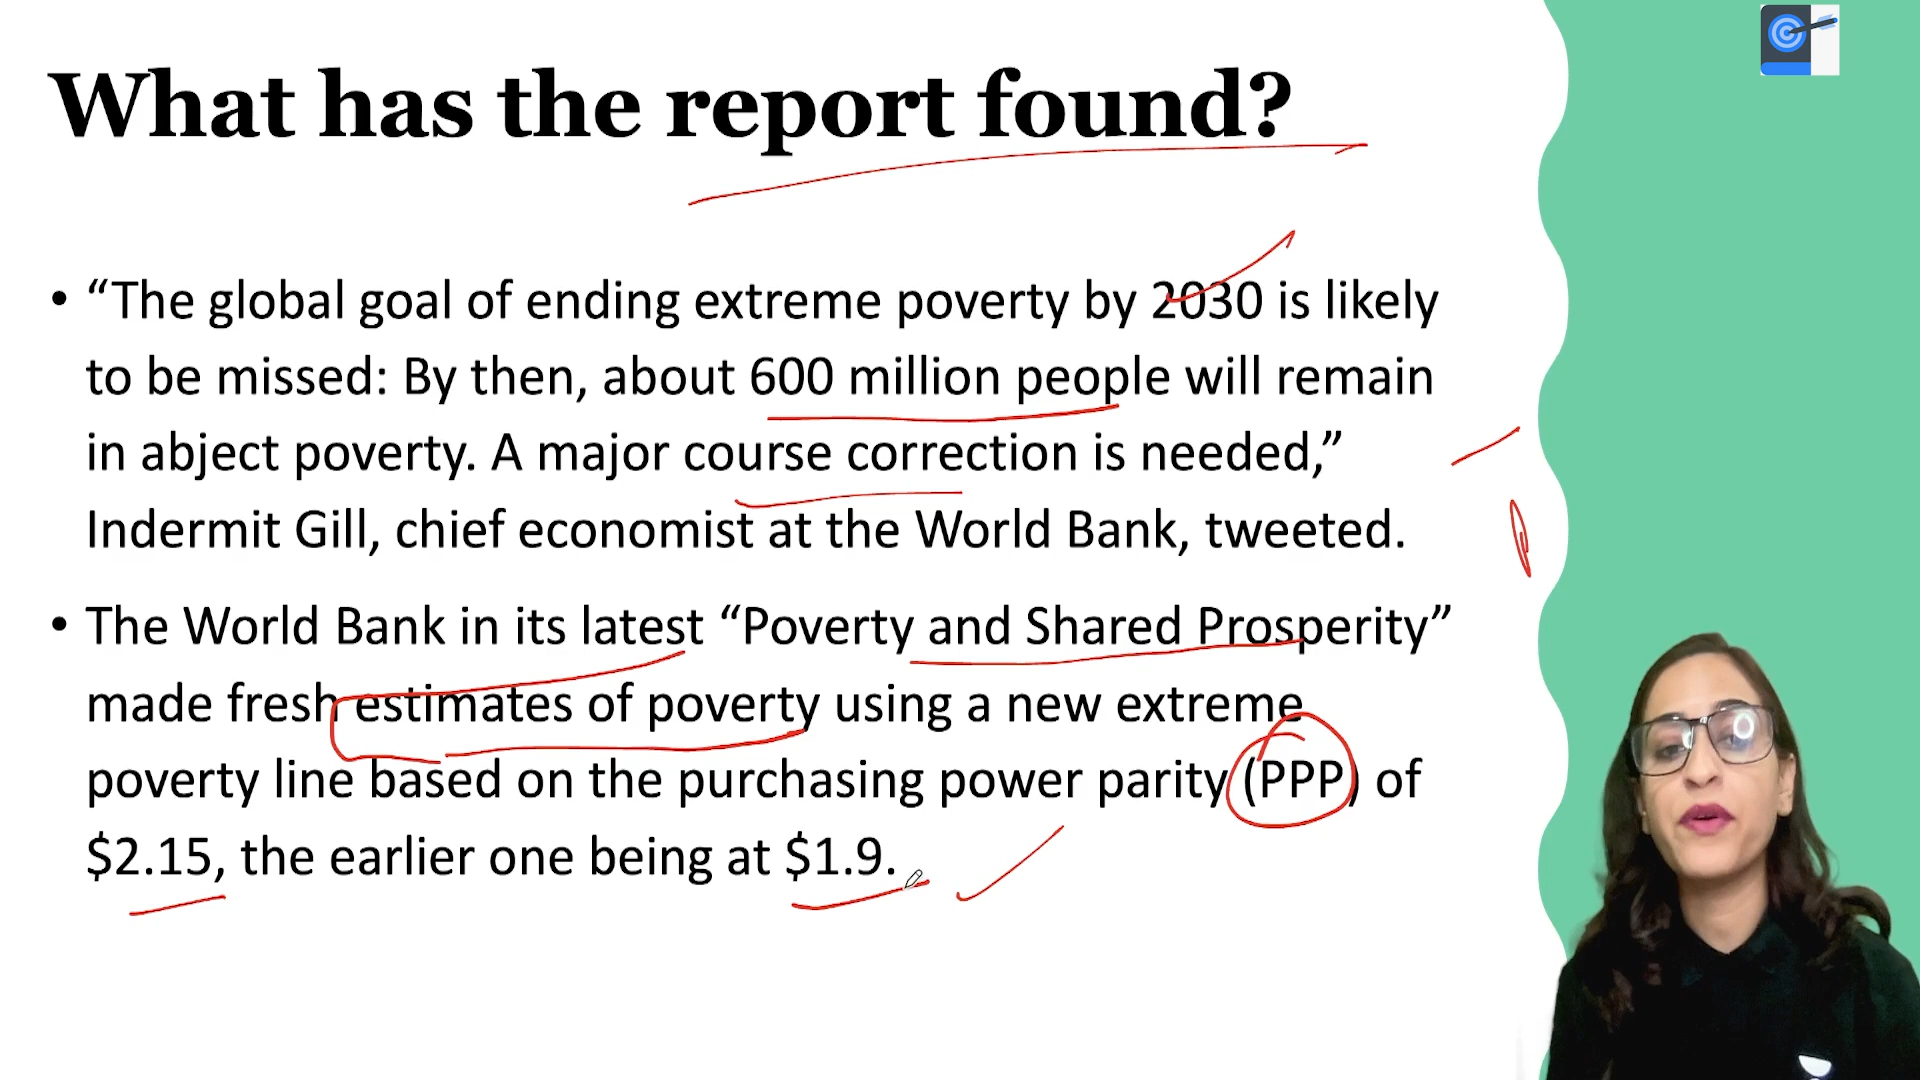 What has the report found?
• “The global goal of ending extreme poverty by 2030 is likely
to be missed: By then, about 600 million people will remain
in abject poverty. A major course correction is needed,”
Indermit Gill, chief economist at the World Bank, tweeted.
• The World Bank in its latest “Poverty and Shared Prosperity”
made fresh estimates of poverty using a new extreme
poverty line based on the purchasing power parity (PPP) of
$2.15, the earlier one being at $1.9.